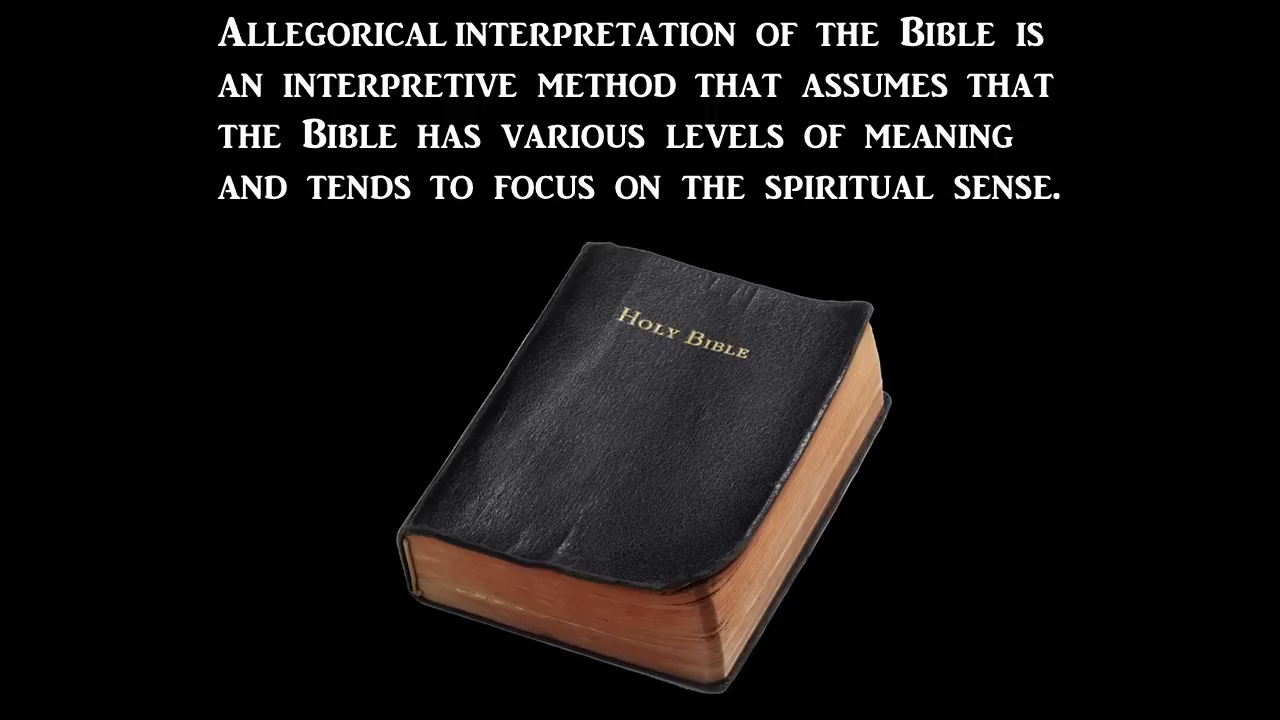 Allegorical interpretation of the Bible is
an interpretive method that assumes that
the Bible has various levels of meaning
and tends to focus on the spiritual sense.
Holy Bible